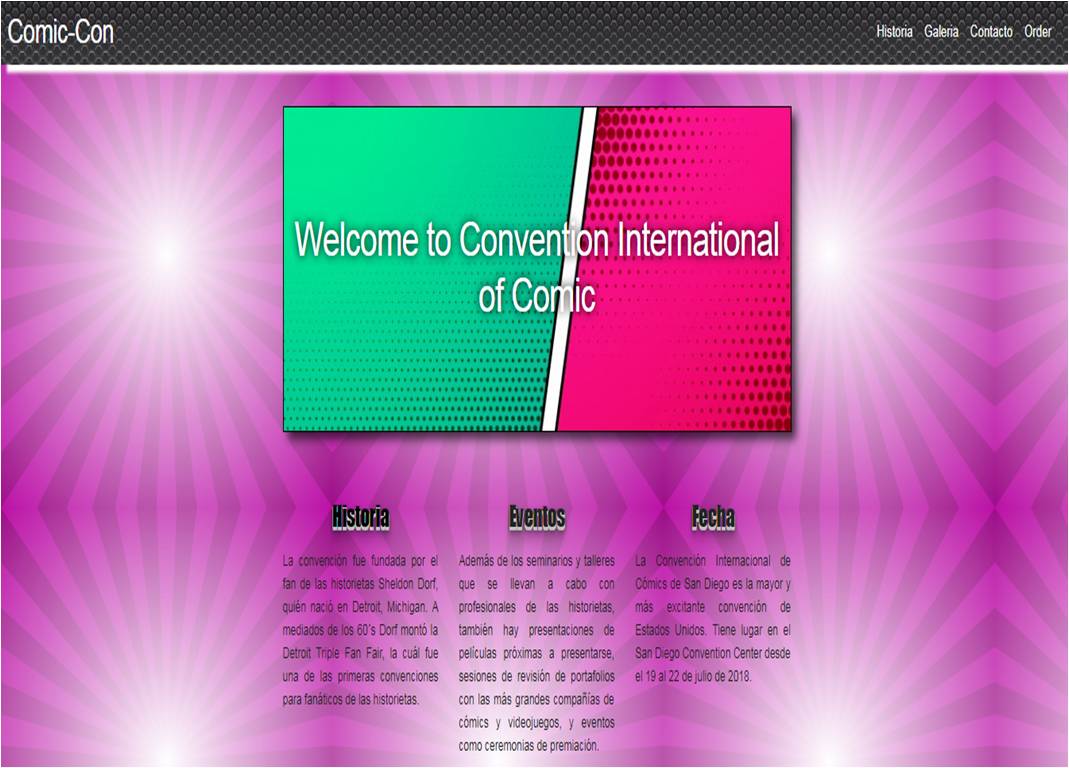 Comic-Con
Historia Galeria Contacto Order
Welcome to Convention International
of Comic
Historia
La convención fue fundada por el
fan de las historietas Sheldon Dorf,
quién nació en Detroit, Michigan. A
mediados de los 60´s Dorf montó la
Detroit Triple Fan Fair, la cuál fue
una de las primeras convenciones
para fanáticos de las historietas.
Eventos
Además de los seminarios y talleres
que se llevan a cabo con
profesionales de las historietas,
también hay presentaciones de
películas próximas a presentarse,
sesiones de revisión de portafolios
con las más grandes compañías de
cómics y videojuegos, y eventos
como ceremonias de premiación.
Fecha
La Convención Internacional de
Cómics de San Diego es la mayor y
más excitante convención de
Estados Unidos. Tiene lugar en el
San Diego Convention Center desde
el 19 al 22 de julio de 2018.